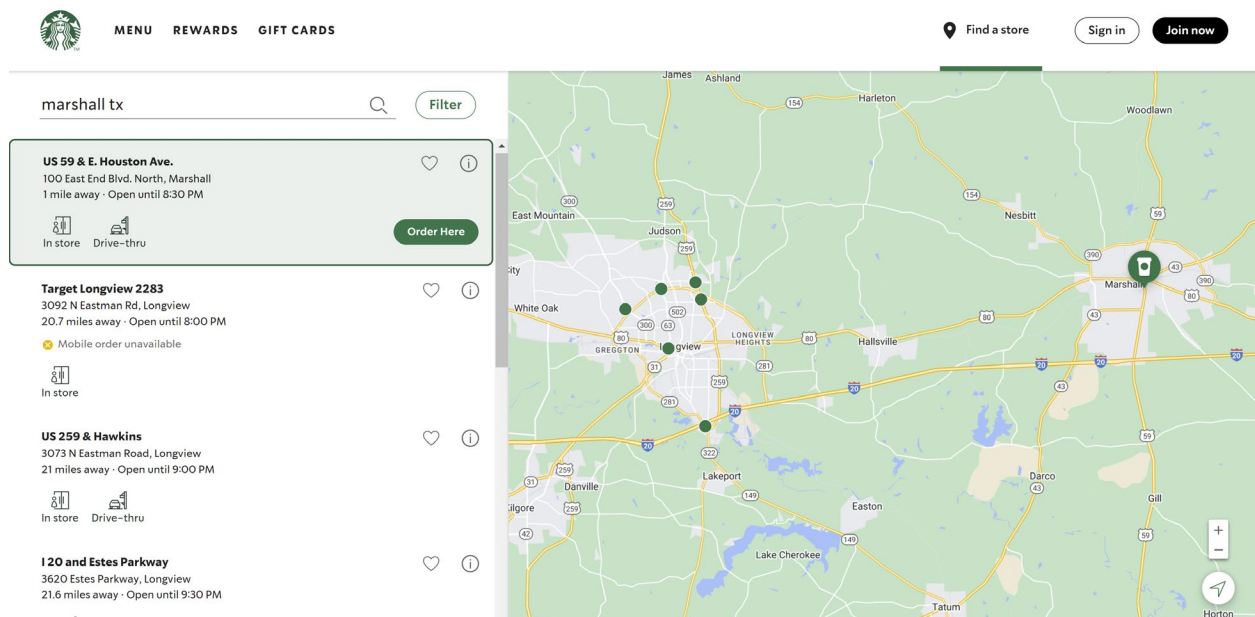 MENU REWARDS GIFT CARDS
Find a store
Sign in
Join now
marshall tx
Filter
US 59 & E. Houston Ave.
100 East End Blvd. North, Marshall
1 mile away · Open until 8:30 PM
In store Drive-thru
Order Here
Target Longview 2283
3092 N Eastman Rd, Longview
20.7 miles away · Open until 8:00 PM
Mobile order unavailable
In store
US 259 & Hawkins
3073 N Eastman Road, Longview
21 miles away · Open until 9:00 PM
In store Drive-thru
I 20 and Estes Parkway
3620 Estes Parkway, Longview
21.6 miles away · Open until 9:30 PM
James
Ashland
154
Harleton
Woodlawn
154
300
259
East Mountain
Nesbitt
59
Judson
259
390
43
390
Marshall
80
White Oak
502
300
63
80
43
80
LONGVIEW
HEIGHTS
80
Hallsville
GREGGTON
31
281
20
20
20
259
20
43
281
20
59
20
322
259
Lakeport
Darco
31
Danville
43
149
Gill
Easton
259
42
59
149
Lake Cherokee
Tatum
Horton
+
−